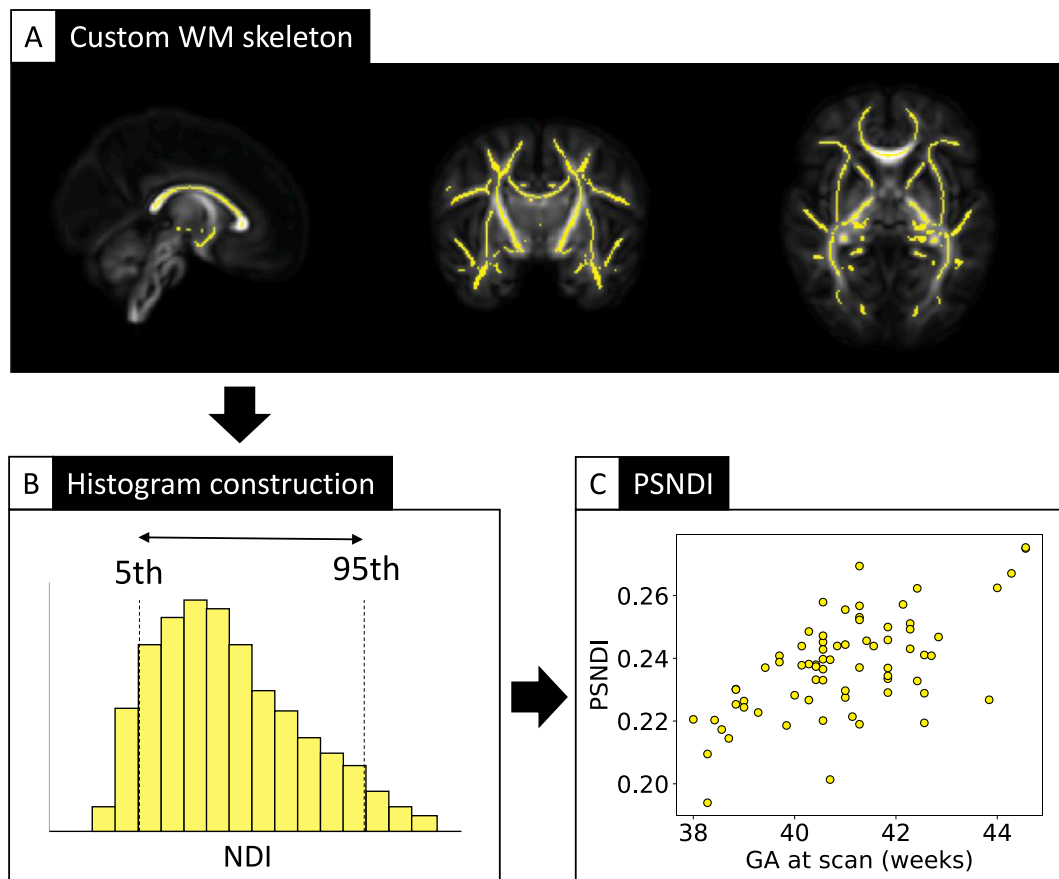 A Custom WM skeleton
B Histogram construction
5th 95th
NDI
C PSNDI
0.26
0.24
0.22
0.20
PSNDI
38 40 42 44
GA at scan (weeks)